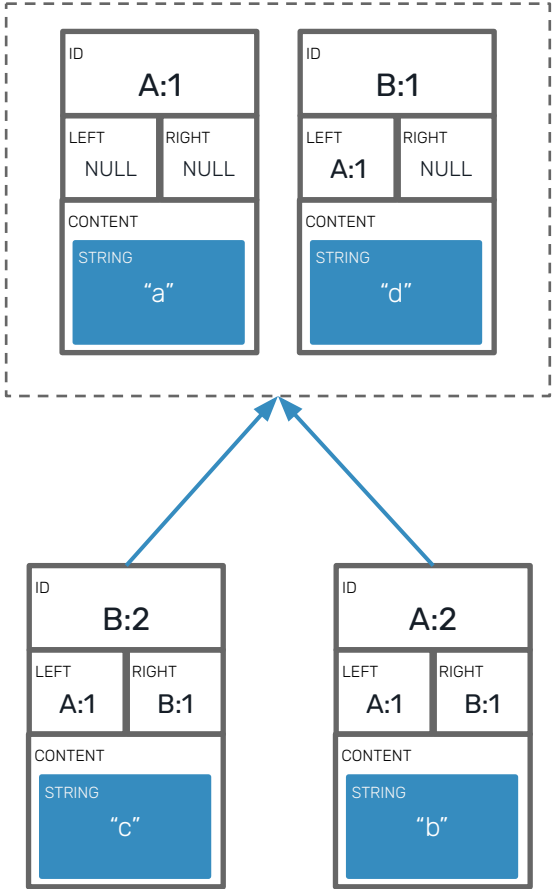 ID
A:1
LEFT
NULL
RIGHT
NULL
CONTENT
STRING
“a”
ID
B:1
LEFT
A:1
RIGHT
NULL
CONTENT
STRING
“d”
ID
B:2
LEFT
A:1
RIGHT
B:1
CONTENT
STRING
“c”
ID
A:2
LEFT
A:1
RIGHT
B:1
CONTENT
STRING
“b”